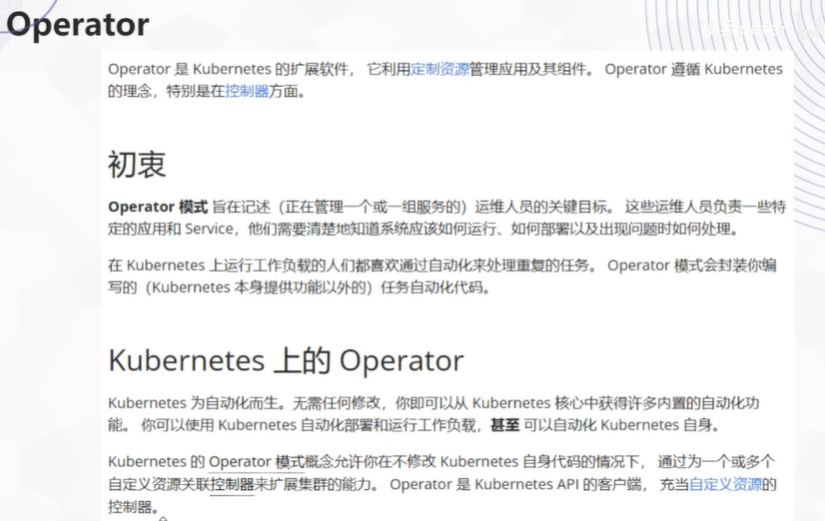 Operator
Operator 是 Kubernetes 的扩展软件， 它利用定制资源管理应用及其组件。 Operator 遵循 Kubernetes
的理念，特别是在控制器方面。
初衷
Operator 模式 旨在记述（正在管理一个或一组服务的）运维人员的关键目标。 这些运维人员负责一些特
定的应用和 Service，他们需要清楚地知道系统应该如何运行、如何部署以及出现问题时如何处理。
在 Kubernetes 上运行工作负载的人们都喜欢通过自动化来处理重复的任务。 Operator 模式会封装你编
写的（Kubernetes 本身提供功能以外的）任务自动化代码。
Kubernetes 上的 Operator
Kubernetes 为自动化而生。无需任何修改，你即可以从 Kubernetes 核心中获得许多内置的自动化功
能。 你可以使用 Kubernetes 自动化部署和运行工作负载，甚至 可以自动化 Kubernetes 自身。
Kubernetes 的 Operator 模式概念允许你在不修改 Kubernetes 自身代码的情况下， 通过为一个或多个
自定义资源关联控制器来扩展集群的能力。 Operator 是 Kubernetes API 的客户端， 充当自定义资源的
控制器。